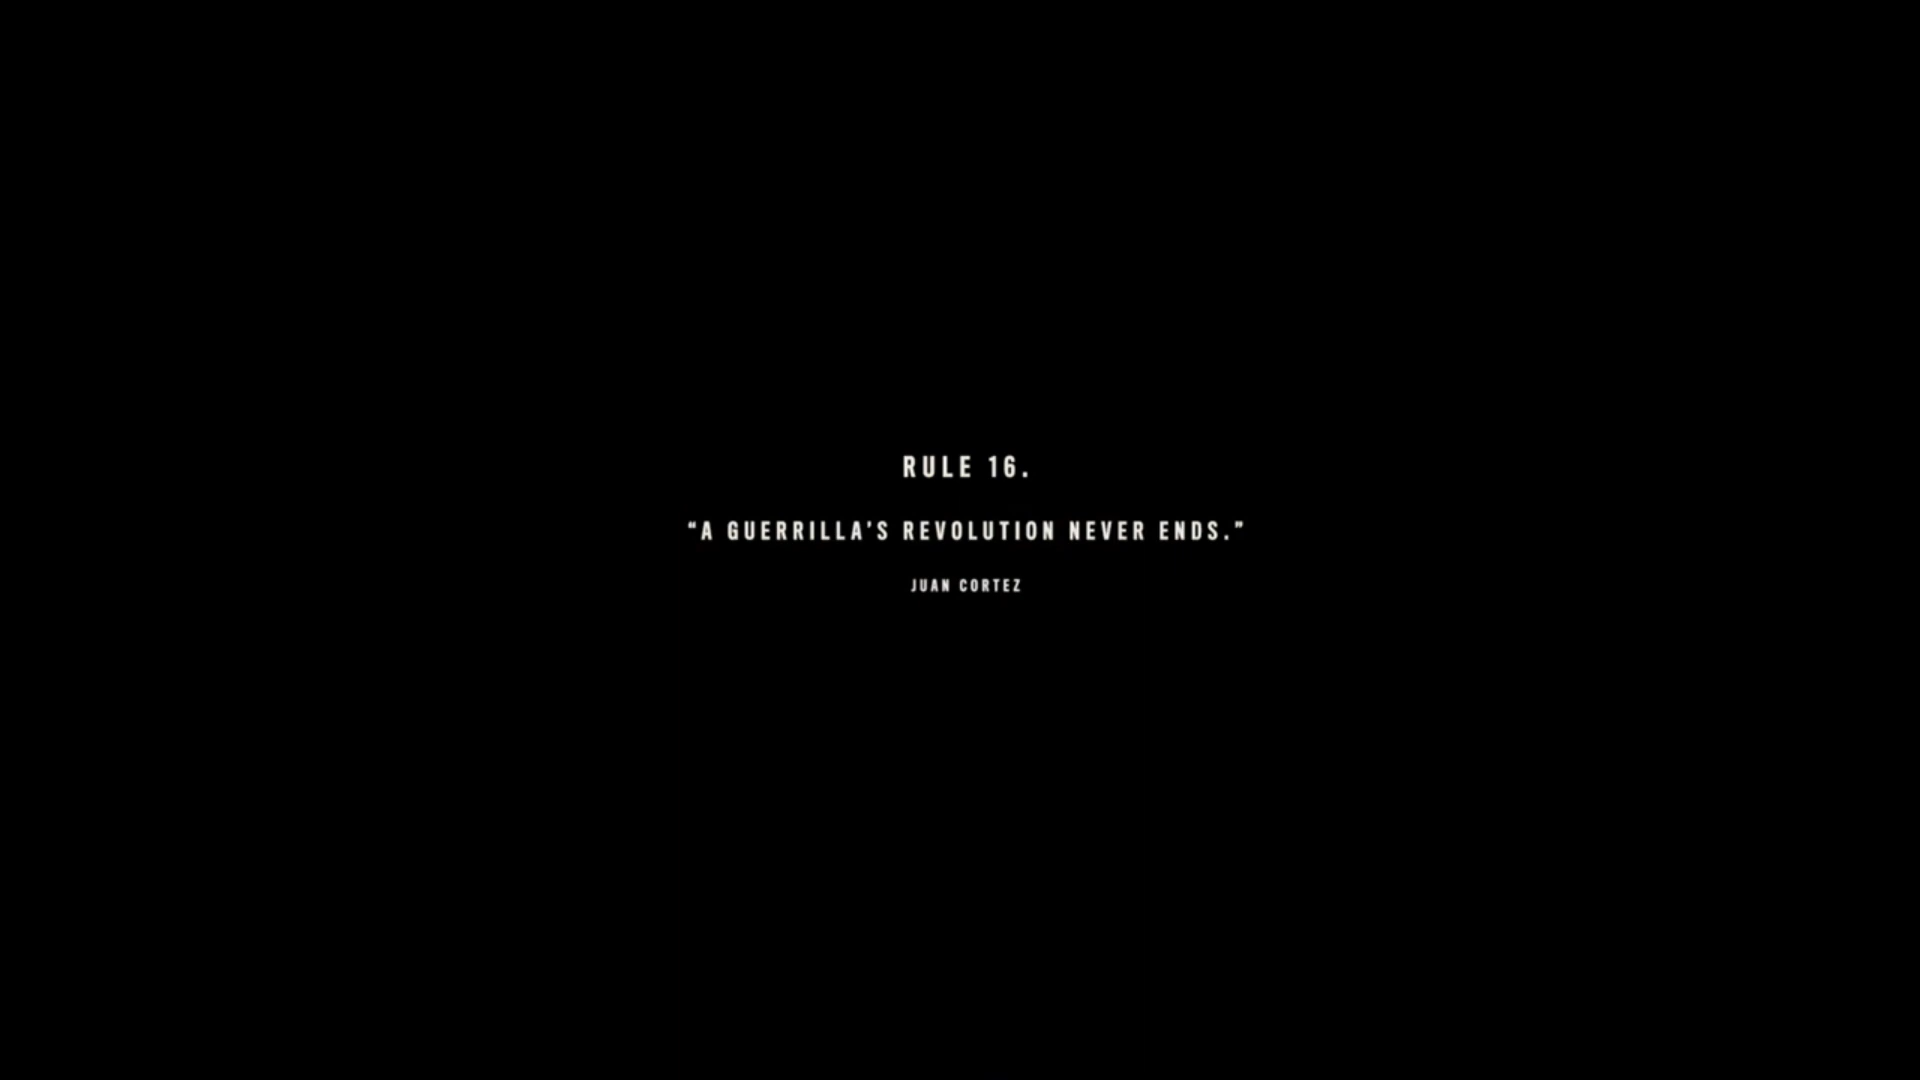 RULE 16.
“A GUERRILLA’S REVOLUTION NEVER ENDS.”
JUAN CORTEZ